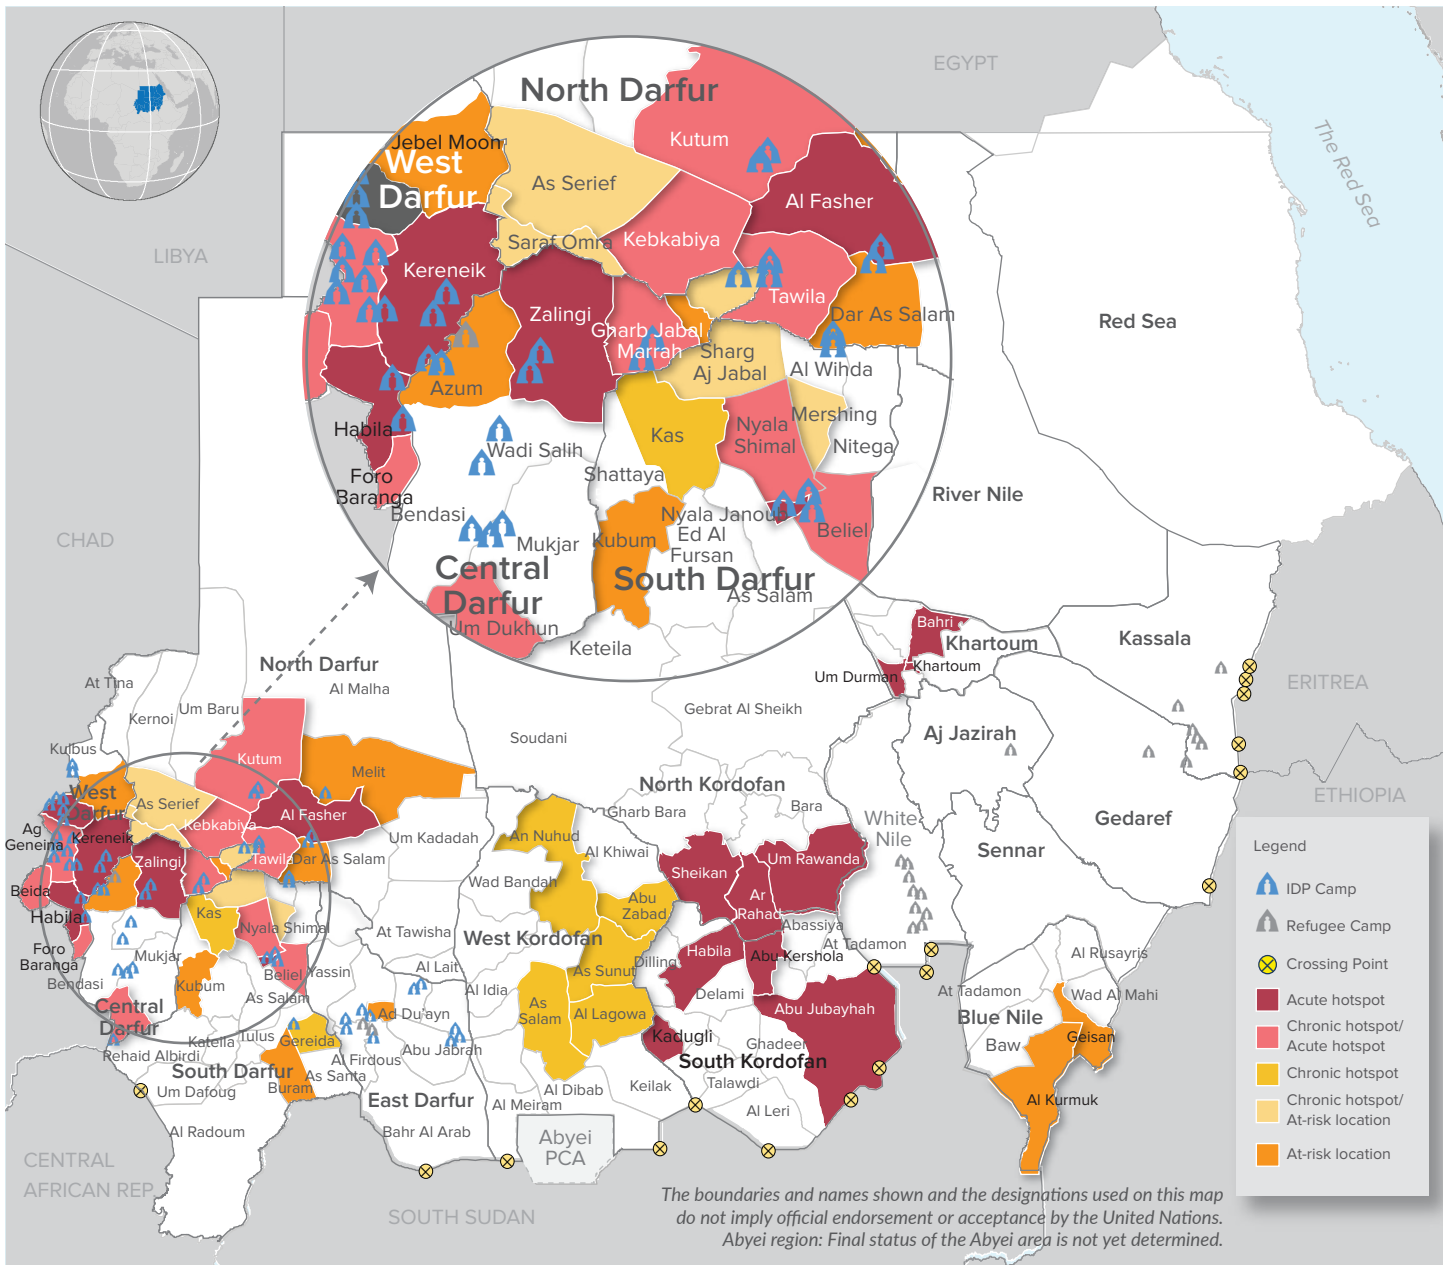 EGYPT
The Red Sea
LIBYA
CHAD
North Darfur
Jebel Moon
West
Darfur
Kutum
As Serief
Al Fasher
Saraf Omra
Kebkabiya
Kereneik
Zalingi
Tawila
Gharb Jabal
Marrah
Dar As Salam
Sharg
Aj Jabal
Al Wihda
Azum
Mershing
Habila
Kas
Nyala
Shimal
Nitega
Wadi Salih
Foro
Baranga
Shattaya
Bendasi
Nyala Janoub
Mukjar
Kubum
Ed Al
Fursan
Beliel
Central
Darfur
South Darfur
As Salam
Um Dukhun
Keteila
Red Sea
River Nile
Bahri
Khartoum
Khartoum
Um Durman
Kassala
ERITREA
ETHIOPIA
Aj Jazirah
Gedaref
Sennar
White
Nile
North Darfur
Al Malha
At Tina
Um Baru
Kernoi
Kulbus
Kutum
Melit
West
Darfur
As Serief
Al Fasher
Kebkabiya
Ag
Geneina
Kereneik
Zalingi
Tawila
Dar As Salam
Um Kadadah
Beida
Habila
Kas
Nyala Shimal
Foro
Baranga
Mukjar
Bendasi
Kubum
Beliel
Yassin
As Salam
Central
Darfur
Katella
Tulus
Gereida
Rehaid Albirdi
South Darfur
Um Dafoug
Buram
As Santa
Al Radoum
At Tawisha
Al Lait
Ad Du'ayn
Al Firdous
Abu Jabrah
East Darfur
Bahr Al Arab
Soudani
Gebrat Al Sheikh
North Kordofan
Gharb Bara
Bara
An Nuhud
Al Khiwai
Wad Bandah
Abu
Zabad
West Kordofan
As Sunut
Al Idia
As
Salam
Al Lagowa
Al Dibab
Al Meiram
Keilak
Abyei
PCA
Sheikan
Um Rawanda
Ar
Rahad
Abassiya
At Tadamon
Habila
Abu Kershola
Dilling
Delami
Abu Jubayhah
Kadugli
Ghadeer
South Kordofan
Talawdi
Al Leri
At Tadamon
Al Rusayris
Wad Al Mahi
Blue Nile
Baw
Geisan
Al Kurmuk
CENTRAL
AFRICAN REP.
SOUTH SUDAN
Legend
IDP Camp
Refugee Camp
Crossing Point
Acute hotspot
Chronic hotspot/
Acute hotspot
Chronic hotspot
Chronic hotspot/
At-risk location
At-risk location
The boundaries and names shown and the designations used on this map
do not imply official endorsement or acceptance by the United Nations.
Abyei region: Final status of the Abyei area is not yet determined.